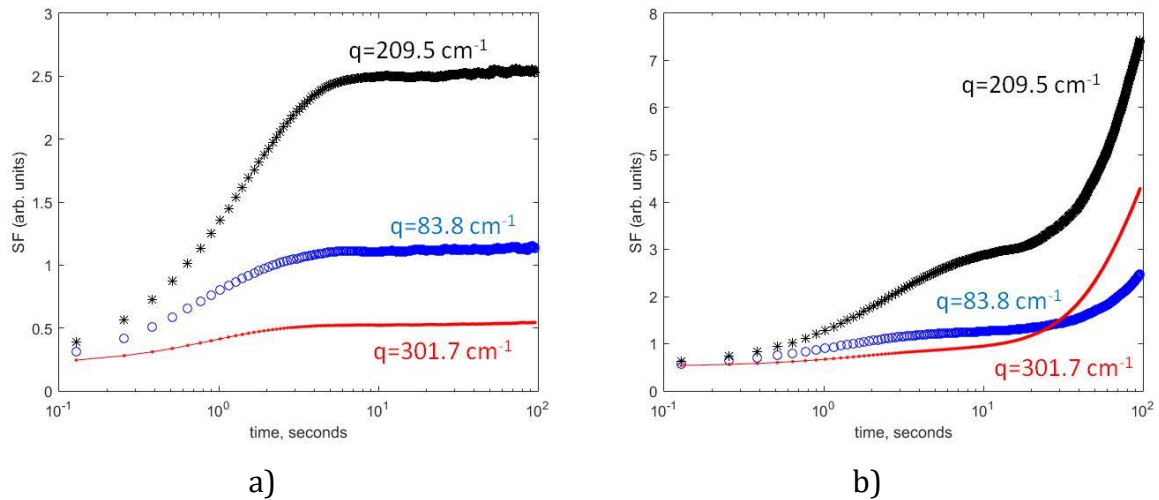 3
2.5
2
1.5
1
0.5
0
SF (arb. units)
q=209.5 cm⁻¹
q=83.8 cm⁻¹
q=301.7 cm⁻¹
10⁻¹ 10⁰ 10¹ 10²
time, seconds
a)
8
7
6
5
4
3
2
1
0
SF (arb. units)
q=209.5 cm⁻¹
q=83.8 cm⁻¹
q=301.7 cm⁻¹
10⁻¹ 10⁰ 10¹ 10²
time, seconds
b)